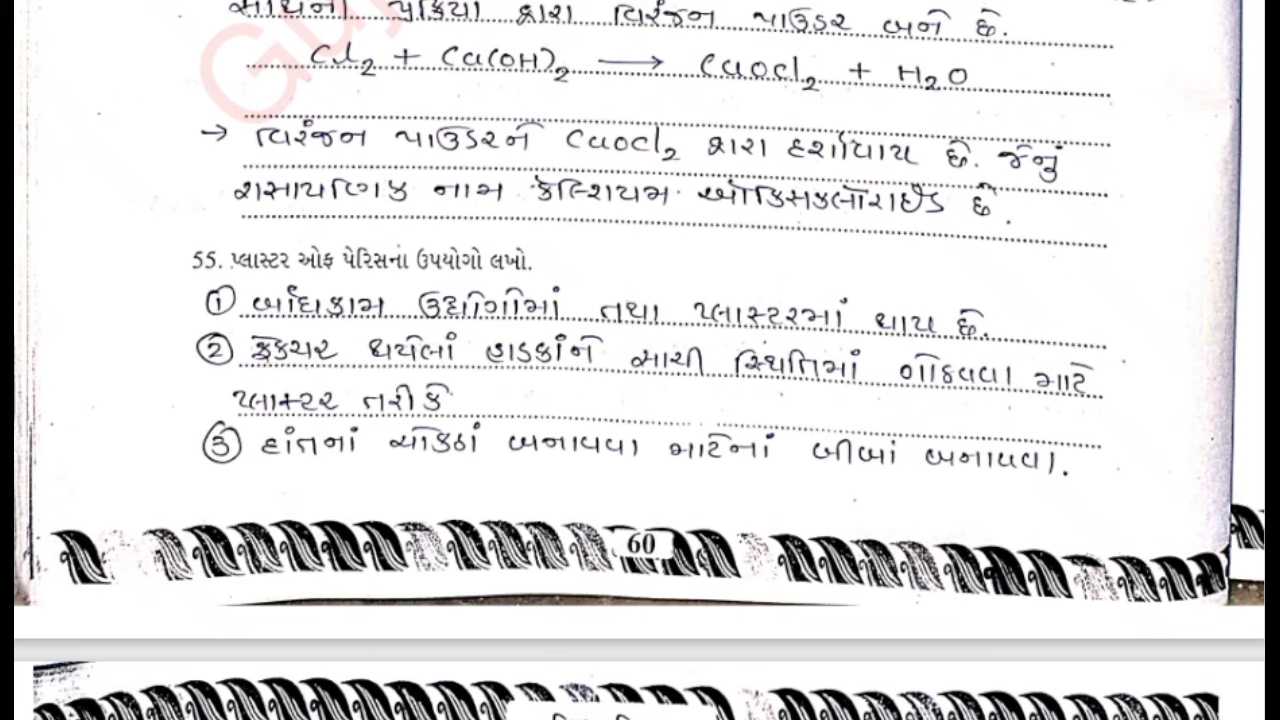 સાથેની પ્રક્રિયા દ્વારા વિરંજન પાઉડર બને છે.
Cl₂ + Ca(OH)₂ ⟶ CaOCl₂ + H₂O
→ વિરંજન પાઉડરને CaOCl₂ દ્વારા દર્શાવાય છે. જેનું
રાસાયણિક નામ કેલ્શિયમ ઓક્સિક્લોરાઈડ છે.
55. પ્લાસ્ટર ઓફ પેરિસનાં ઉપયોગો લખો.
① બાંધકામ ઉદ્યોગોમાં તથા પ્લાસ્ટરમાં થાય છે.
② ફ્રેક્ચર થયેલાં હાડકાંને સાચી સ્થિતિમાં ગોઠવવા માટે
પ્લાસ્ટર તરીકે
③ દાંતનાં ચોકઠાં બનાવવા માટેનાં બીબાં બનાવવા.
60